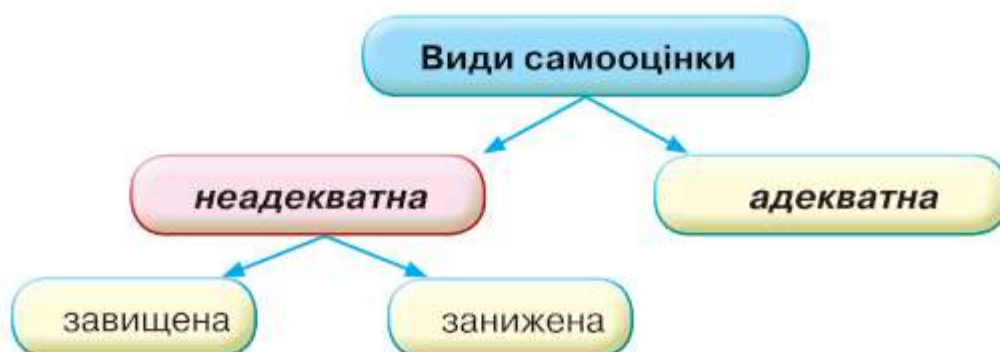 Види самооцінки
неадекватна
адекватна
завищена
занижена